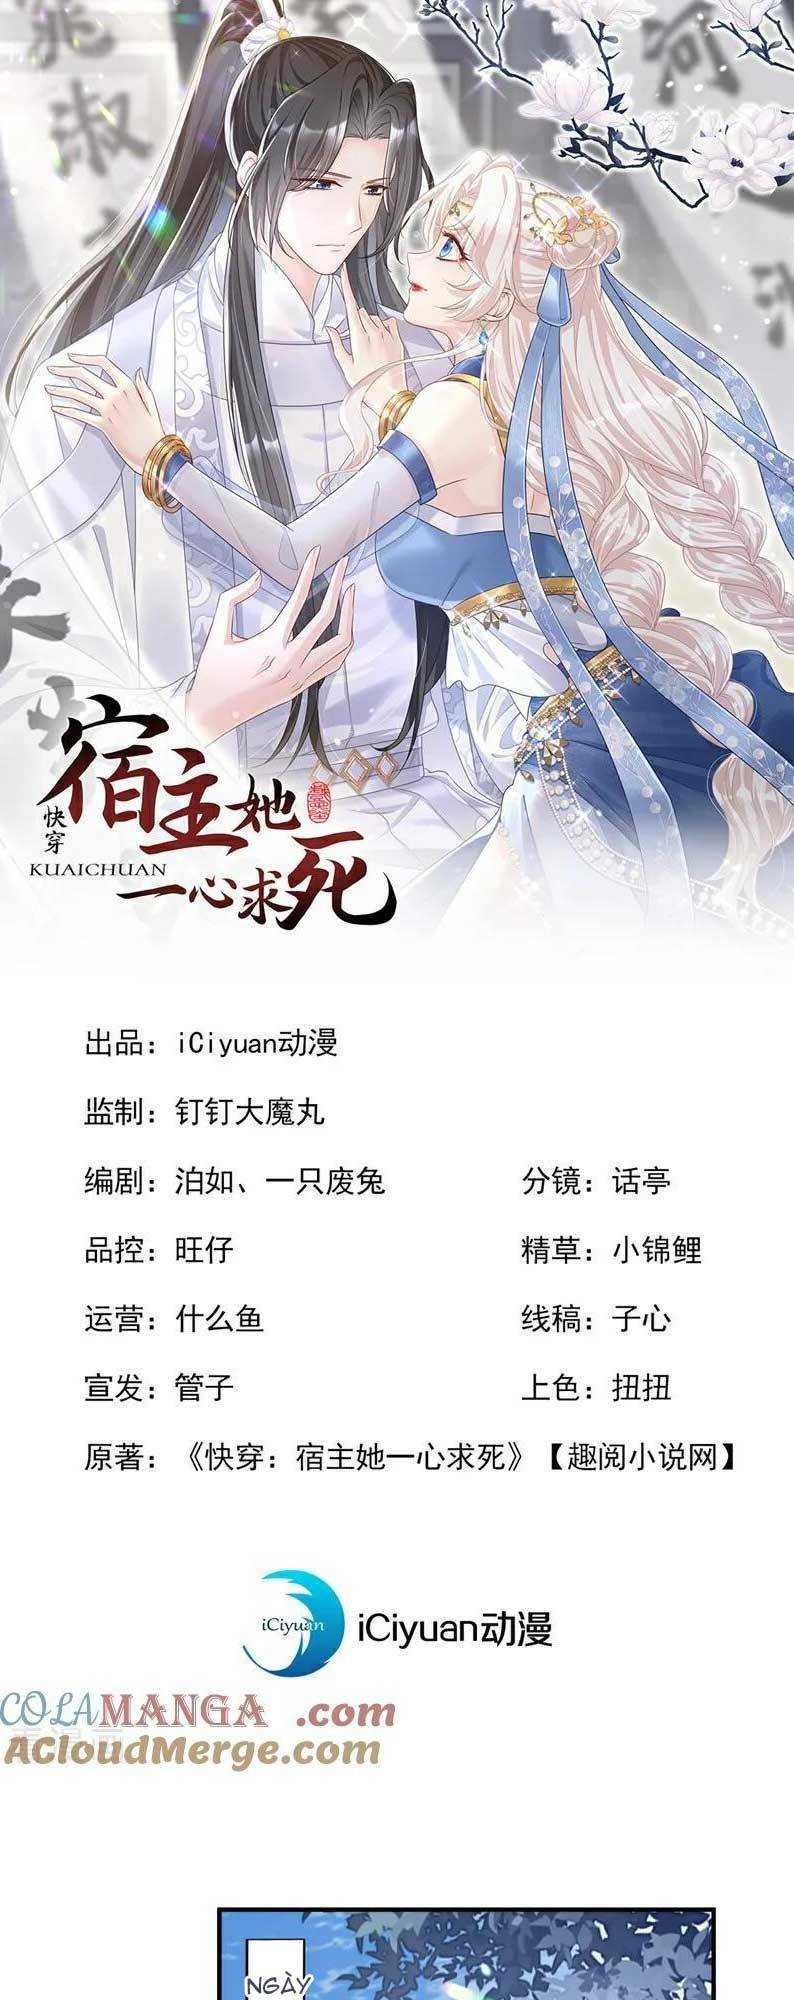 淑
河
快穿
宿主她
KUAICHUAN
一心求死
出品：iCiyuan动漫
监制：钉钉大魔丸
编剧：泊如、一只废兔 分镜：话亭
品控：旺仔 精草：小锦鲤
运营：什么鱼 线稿：子心
宣发：管子 上色：扭扭
原著：《快穿：宿主她一心求死》【趣阅小说网】
iCiyuan
iCiyuan动漫
COLAMANGA.com
AcloudMerge.com
NGÀY